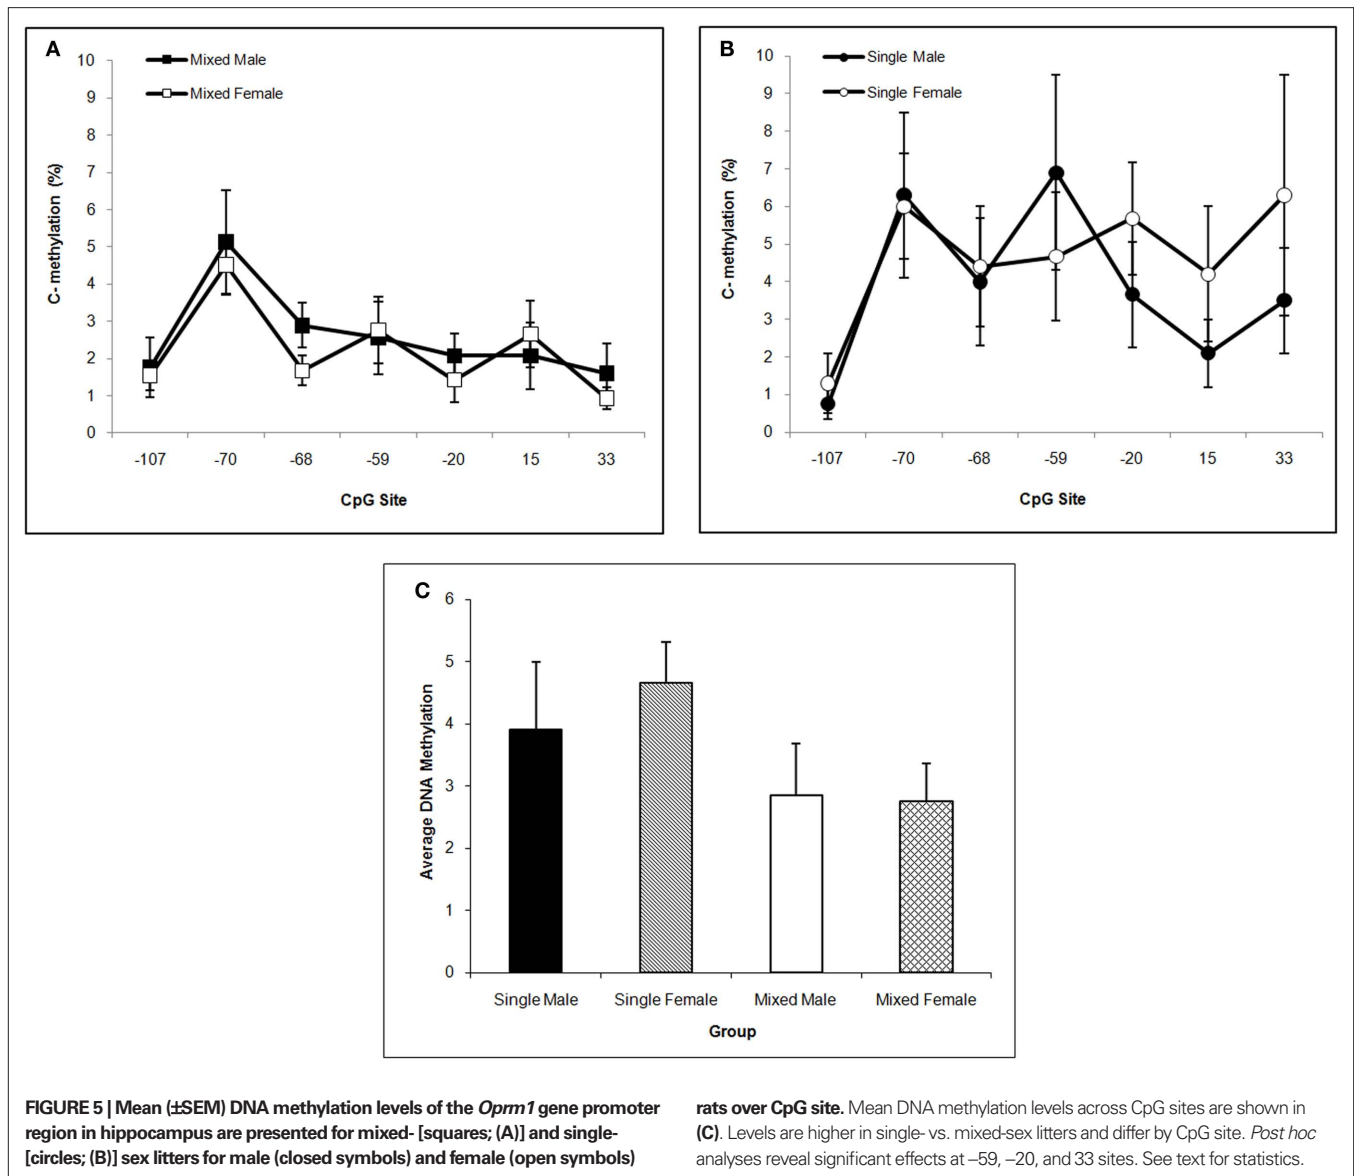 A
Mixed Male
Mixed Female
10
9
8
7
6
5
4
3
2
1
0
C- methylation (%)
-107 -70 -68 -59 -20 15 33
CpG Site
B
Single Male
Single Female
10
9
8
7
6
5
4
3
2
1
0
C- methylation (%)
-107 -70 -68 -59 -20 15 33
CpG Site
C
6
5
4
3
2
1
0
Average DNA Methylation
Single Male Single Female Mixed Male Mixed Female
Group
FIGURE 5 | Mean (±SEM) DNA methylation levels of the Oprm1 gene promoter
region in hippocampus are presented for mixed- [squares; (A)] and single-
[circles; (B)] sex litters for male (closed symbols) and female (open symbols)
rats over CpG site. Mean DNA methylation levels across CpG sites are shown in
(C). Levels are higher in single- vs. mixed-sex litters and differ by CpG site. Post hoc
analyses reveal significant effects at –59, –20, and 33 sites. See text for statistics.